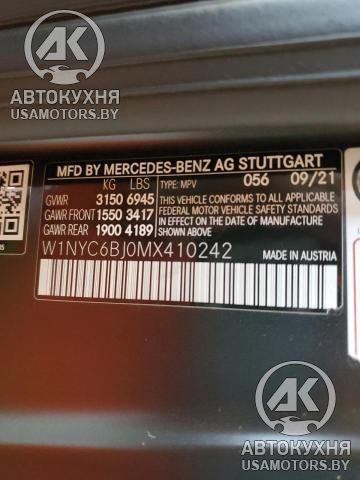 AK
АВТОКУХНЯ
USAMOTORS.BY
MFD BY MERCEDES-BENZ AG STUTTGART
KG LBS
TYPE: MPV 056 09/21
GVWR 3150 6945
GAWR FRONT 1550 3417
GAWR REAR 1900 4189
THIS VEHICLE CONFORMS TO ALL APPLICABLE
FEDERAL MOTOR VEHICLE SAFETY STANDARDS
IN EFFECT ON THE DATE OF MANUFACTURE
SHOWN ABOVE.
W1NYC6BJ0MX410242
MADE IN AUSTRIA
AK
АВТОКУХНЯ
USAMOTORS.BY